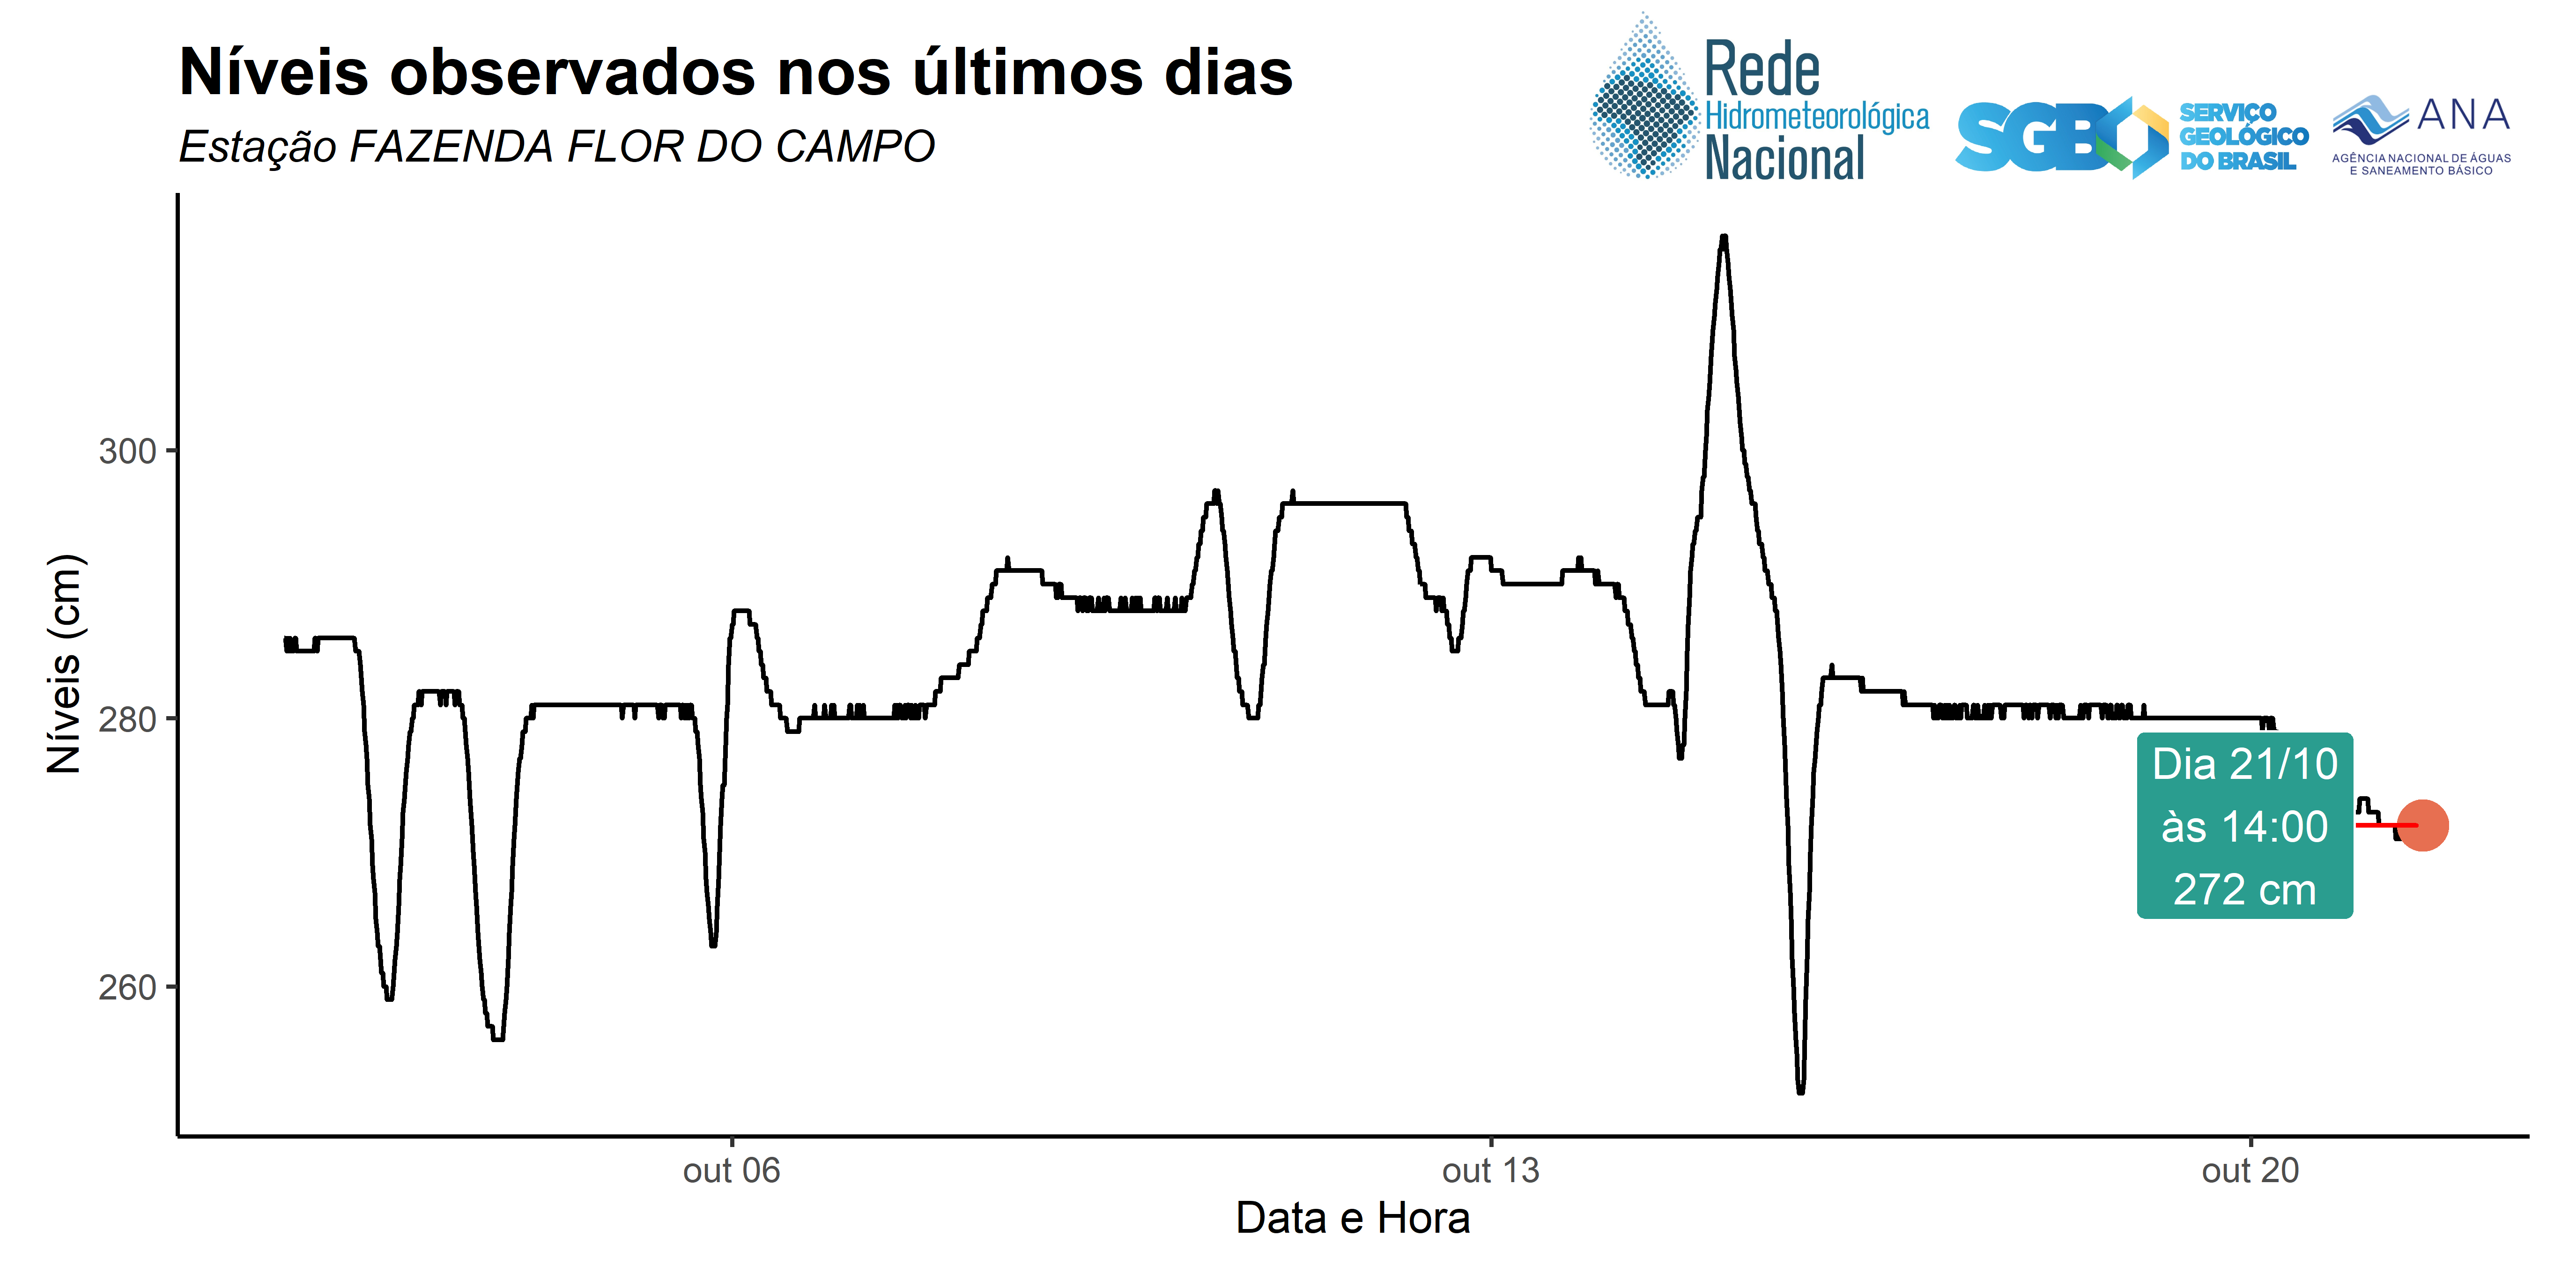 Níveis observados nos últimos dias
Estação FAZENDA FLOR DO CAMPO
Rede
Hidrometeorológica
Nacional
SGB
SERVIÇO
GEOLÓGICO
DO BRASIL
ANA
AGÊNCIA NACIONAL DE ÁGUAS
E SANEAMENTO BÁSICO
Níveis (cm)
300
280
260
Dia 21/10
às 14:00
272 cm
out 06
out 13
out 20
Data e Hora